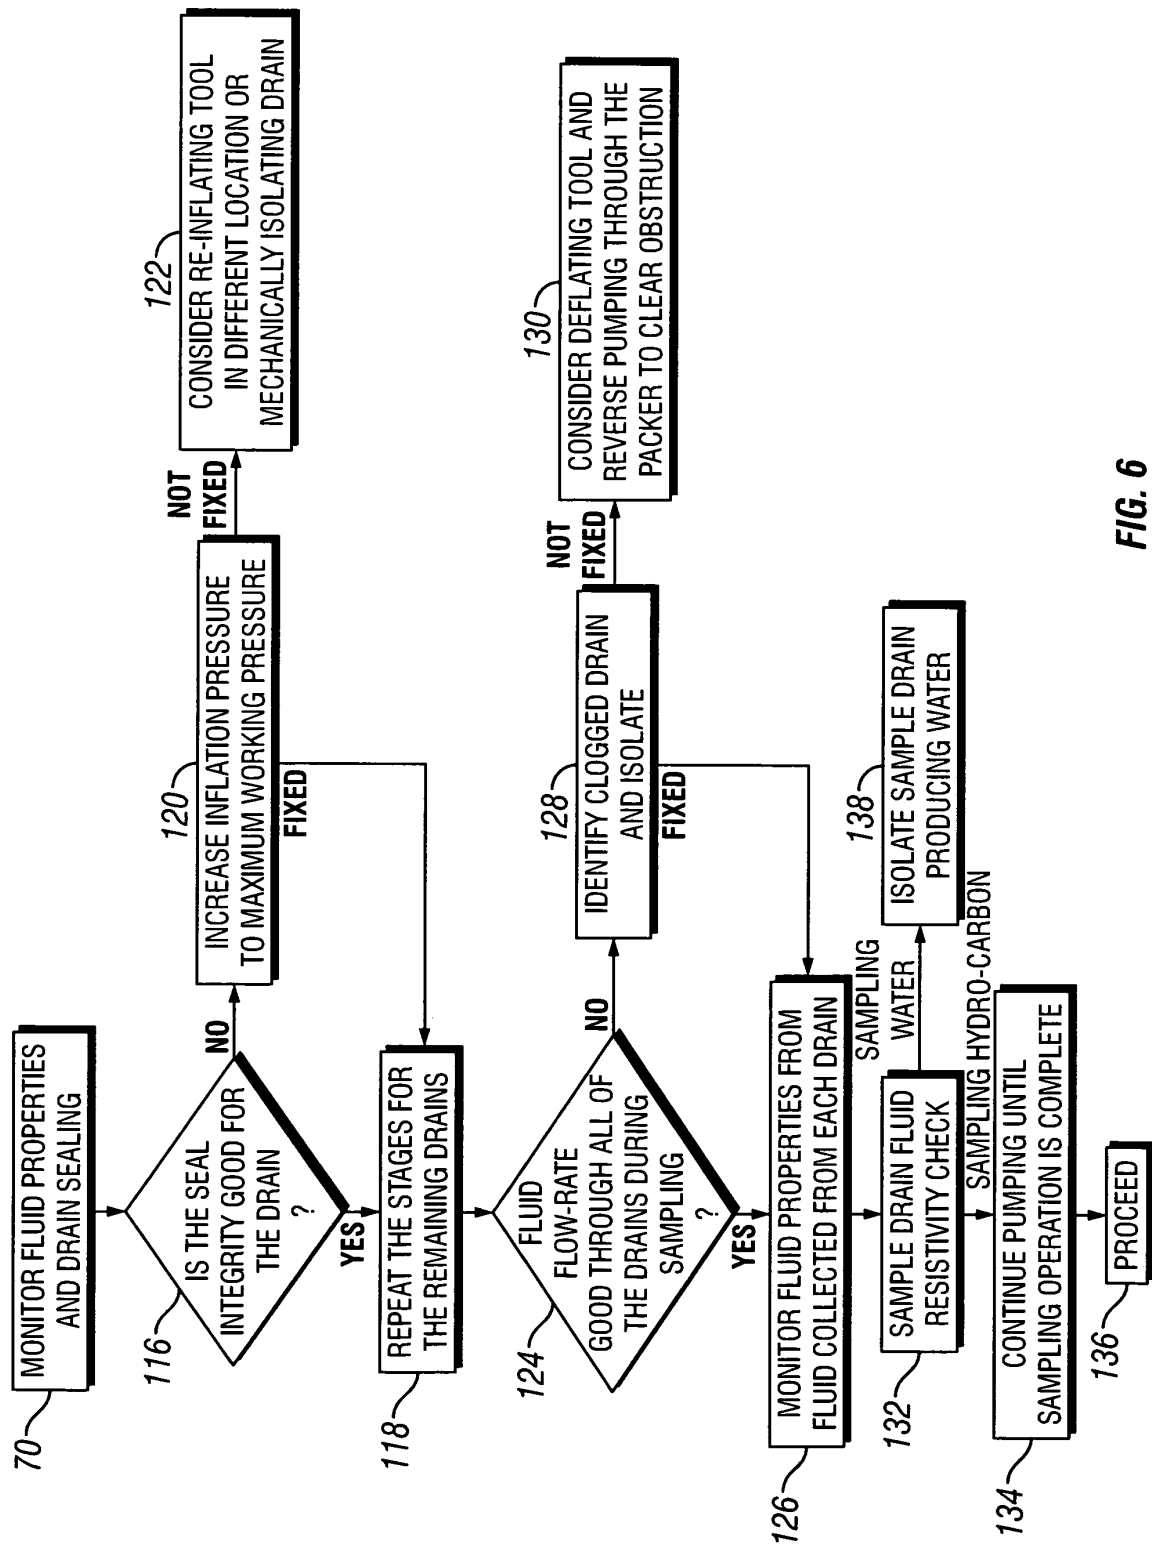 70
MONITOR FLUID PROPERTIES
AND DRAIN SEALING
116
IS THE SEAL
INTEGRITY GOOD FOR
THE DRAIN
?
NO
120
INCREASE INFLATION PRESSURE
TO MAXIMUM WORKING PRESSURE
NOT
FIXED
122
CONSIDER RE-INFLATING TOOL
IN DIFFERENT LOCATION OR
MECHANICALLY ISOLATING DRAIN
FIXED
YES
118
REPEAT THE STAGES FOR
THE REMAINING DRAINS
124
FLUID
FLOW-RATE
GOOD THROUGH ALL OF
THE DRAINS DURING
SAMPLING
?
NO
128
IDENTIFY CLOGGED DRAIN
AND ISOLATE
NOT
FIXED
130
CONSIDER DEFLATING TOOL AND
REVERSE PUMPING THROUGH THE
PACKER TO CLEAR OBSTRUCTION
FIXED
YES
126
MONITOR FLUID PROPERTIES FROM
FLUID COLLECTED FROM EACH DRAIN
132
SAMPLE DRAIN FLUID
RESISTIVITY CHECK
SAMPLING
WATER
138
ISOLATE SAMPLE DRAIN
PRODUCING WATER
SAMPLING HYDRO-CARBON
134
CONTINUE PUMPING UNTIL
SAMPLING OPERATION IS COMPLETE
136
PROCEED
FIG. 6